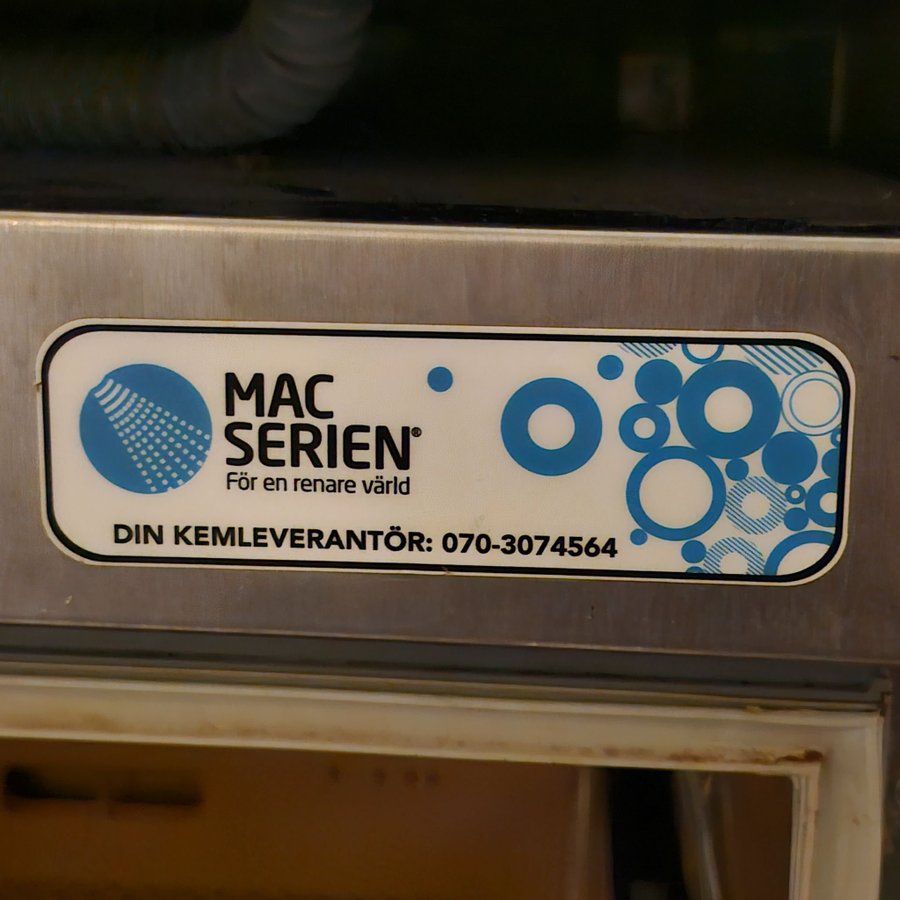 MAC
SERIEN®
För en renare värld
DIN KEMLEVERANTÖR: 070-3074564